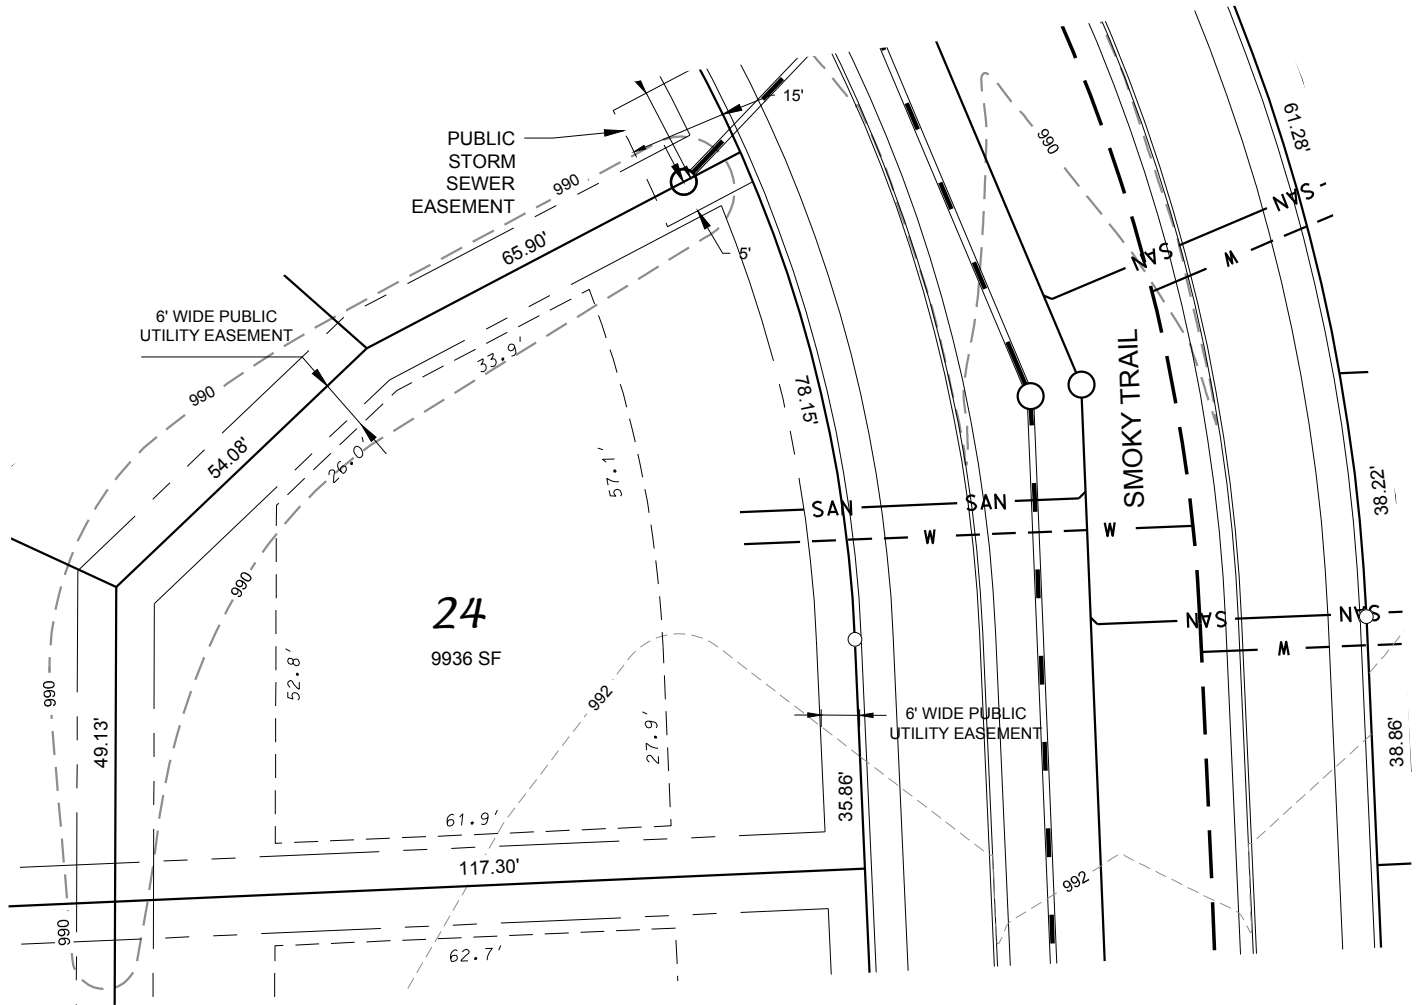 PUBLIC
STORM
SEWER
EASEMENT
15'
990
65.90'
5'
6' WIDE PUBLIC
UTILITY EASEMENT
990
54.08'
33.9'
26.0'
57.1'
78.15'
990
61.28'
SAN
W
SAN
SMOKY TRAIL
SAN
SAN
W
W
38.22'
990
24
9936 SF
52.8'
990
49.13'
992
27.9'
6' WIDE PUBLIC
UTILITY EASEMENT
35.86'
SAN
SAN
W
38.86'
61.9'
117.30'
992
990
62.7'